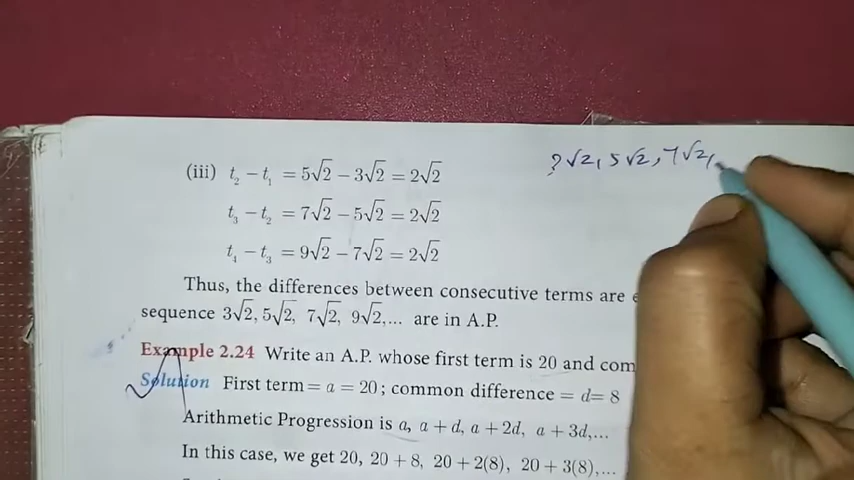 ?√2, 5√2, 7√2,
(iii) t₂ − t₁ = 5√2 − 3√2 = 2√2
t₃ − t₂ = 7√2 − 5√2 = 2√2
t₄ − t₃ = 9√2 − 7√2 = 2√2
Thus, the differences between consecutive terms are
sequence 3√2, 5√2, 7√2, 9√2,... are in A.P.
Example 2.24 Write an A.P. whose first term is 20 and com
Solution First term = a = 20; common difference = d = 8
Arithmetic Progression is a, a + d, a + 2d, a + 3d,...
In this case, we get 20, 20 + 8, 20 + 2(8), 20 + 3(8),...